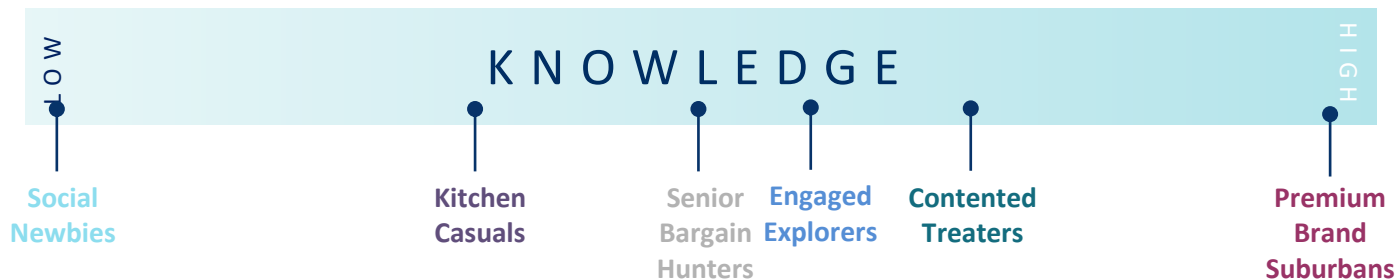 LOW
KNOWLEDGE
HIGH
Social
Newbies
Kitchen
Casuals
Senior
Bargain
Hunters
Engaged
Explorers
Contented
Treaters
Premium
Brand
Suburbans